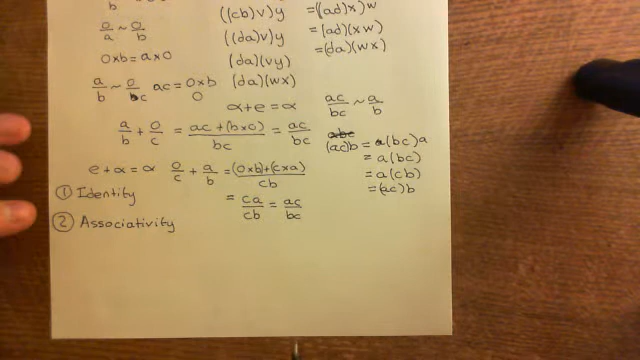 ((cb)v)y
=((ad)x)w
0/a ~ 0/b
((da)v)y
=(ad)(xw)
0×b = a×0
(da)(vy)
=(da)(wx)
a/b ~ 0/bc ac = 0×b
0
(da)(wx)
α+e=α
ac/bc ~ a/b
a/b + 0/c = ac+(b×0)/bc = ac/bc
(ac)b = a(bc)a
= a(bc)
= a(cb)
= (ac)b
e+α=α 0/c + a/b = (0×b)+(c×a)/cb
= ca/cb = ac/bc
① Identity
② Associativity